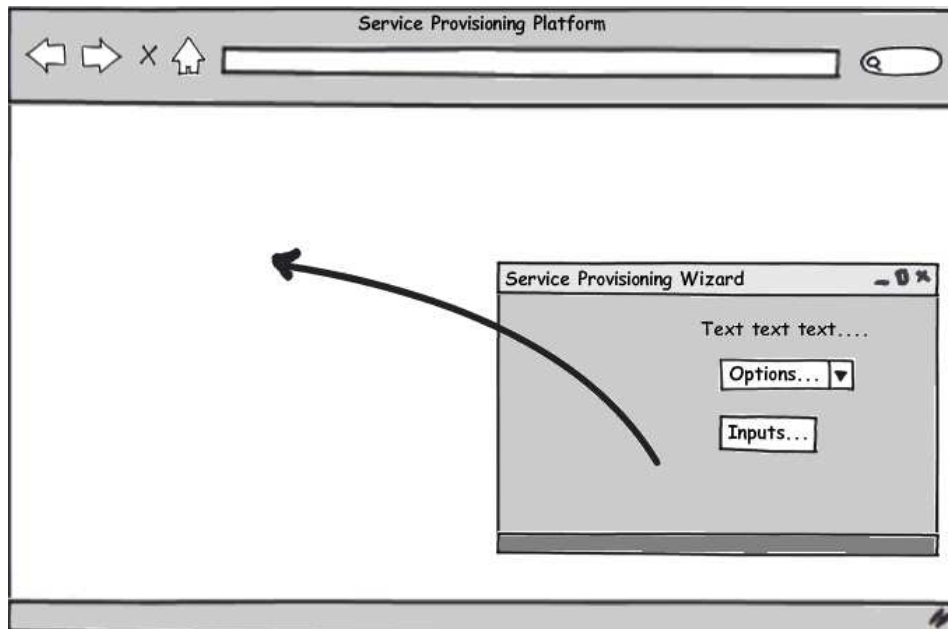 Service Provisioning Platform
Service Provisioning Wizard
Text text text....
Options...
Inputs...